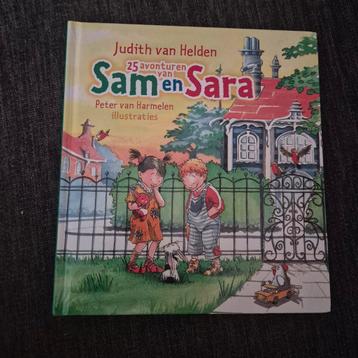 Judith van Helden
25 avonturen
van
Sam en Sara
Peter van Harmelen
illustraties